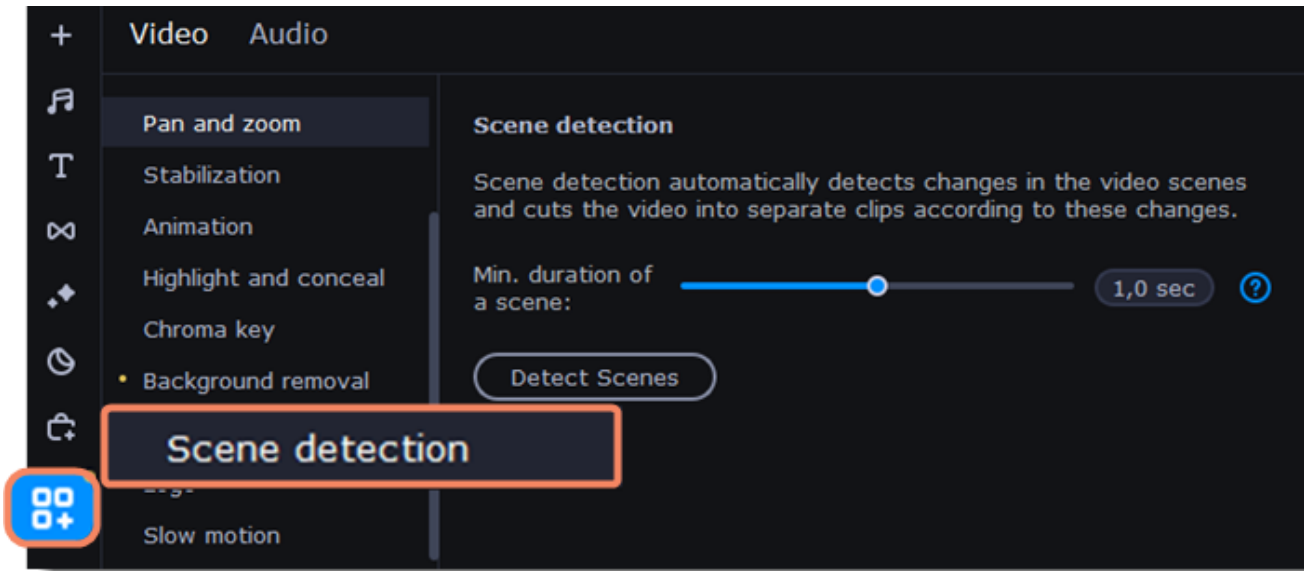 Video Audio
Pan and zoom
Stabilization
Animation
Highlight and conceal
Chroma key
Background removal
Scene detection
Slow motion
Scene detection
Scene detection automatically detects changes in the video scenes
and cuts the video into separate clips according to these changes.
Min. duration of
a scene:
1,0 sec
Detect Scenes